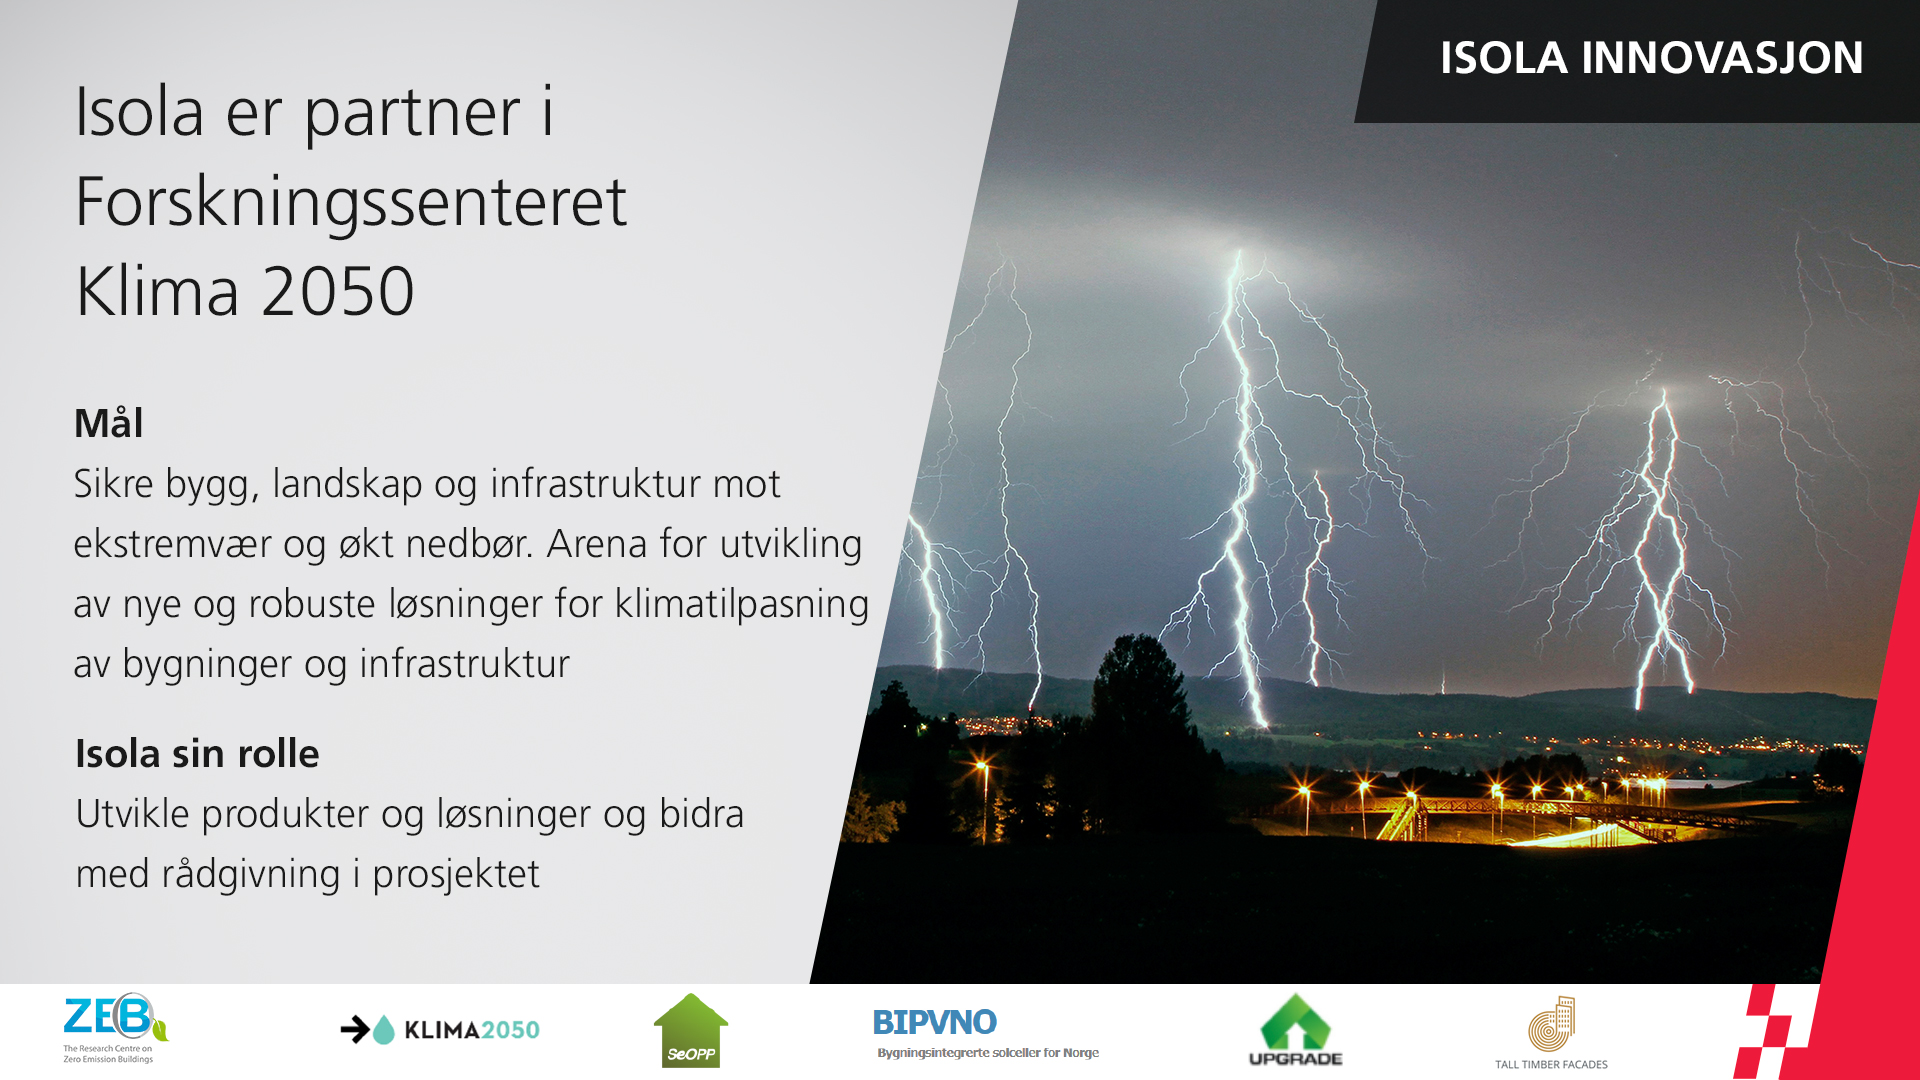 ISOLA INNOVASJON
Isola er partner i
Forskningssenteret
Klima 2050
Mål
Sikre bygg, landskap og infrastruktur mot
ekstremvær og økt nedbør. Arena for utvikling
av nye og robuste løsninger for klimatilpasning
av bygninger og infrastruktur
Isola sin rolle
Utvikle produkter og løsninger og bidra
med rådgivning i prosjektet
ZEB
The Research Centre on
Zero Emission Buildings
KLIMA2050
SeOPP
BIPVNO
Bygningsintegrerte solceller for Norge
UPGRADE
TALL TIMBER FACADES